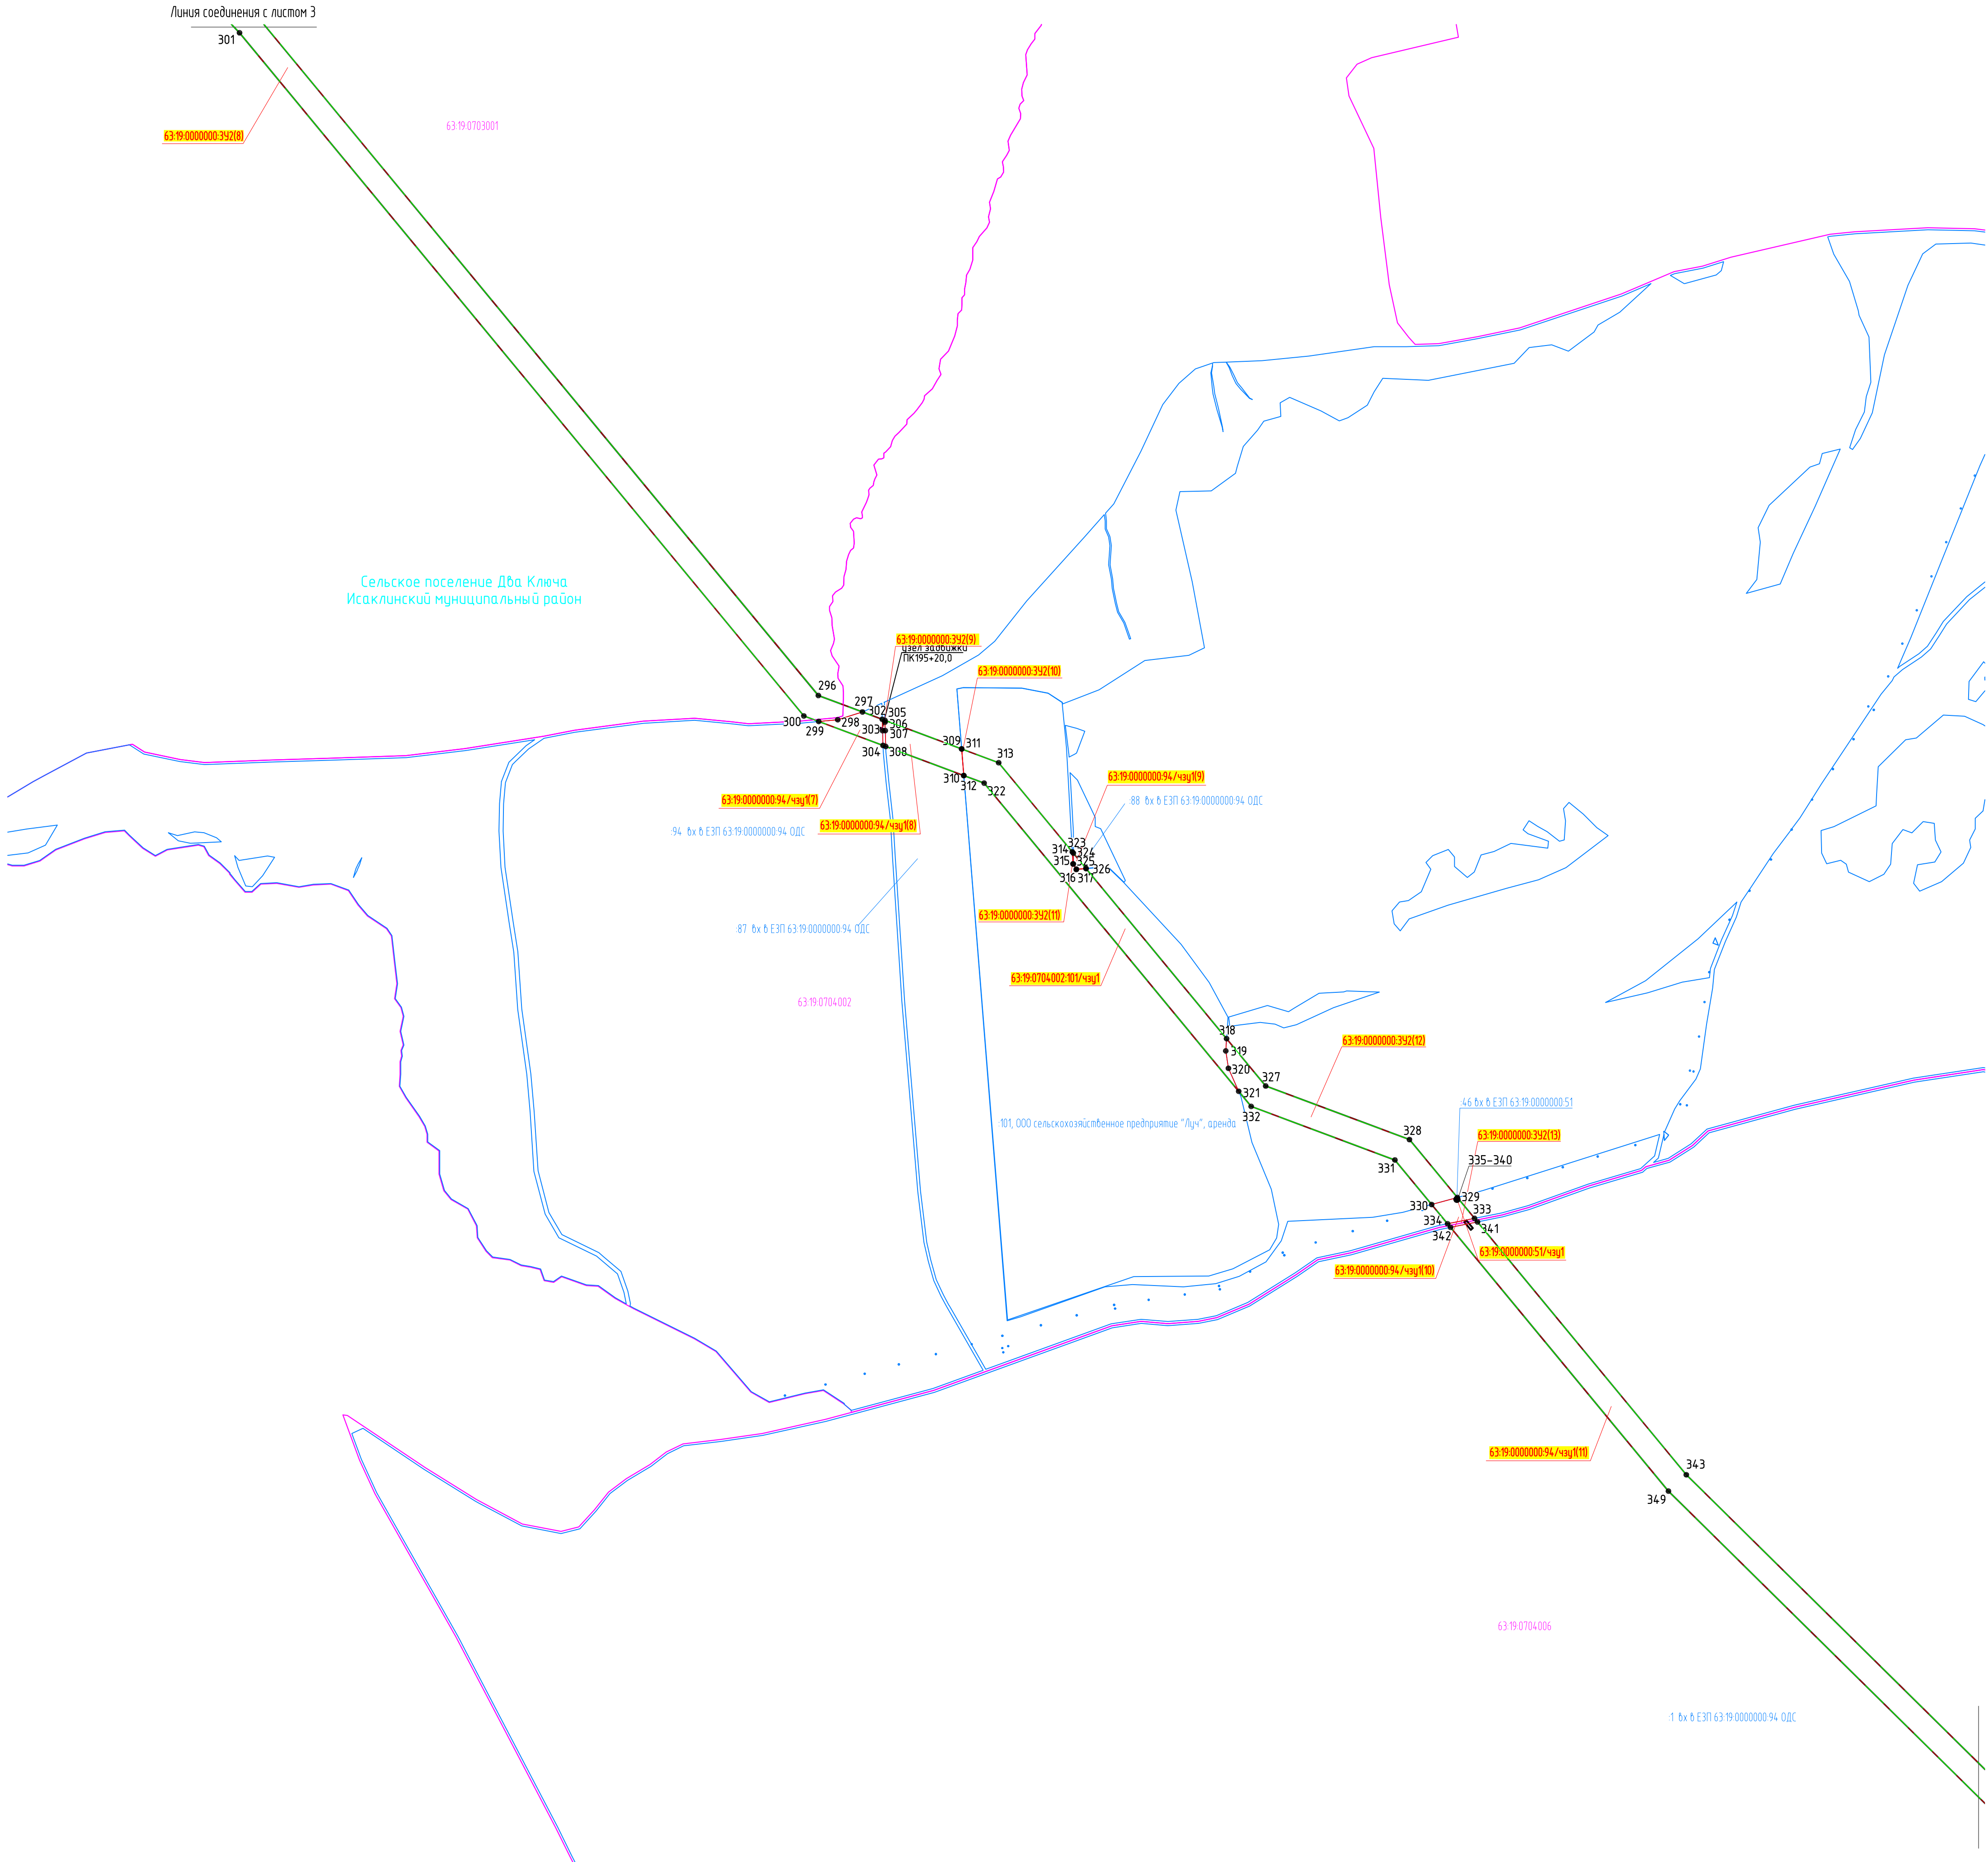 Линия соединения с листом 3
301
63:19:0000000:ЗУ2(8)
63:19:0703001
Сельское поселение Два Ключа
Исаклинский муниципальный район
63:19:0000000:ЗУ2(9)
узел задвижки
ПК195+20,0
63:19:0000000:ЗУ2(10)
296
297
302
305
300
298
306
299
303
307
304
308
309
311
313
310
312
322
63:19:0000000:94/чзу1(9)
:88 вх в ЕЗП 63:19:0000000:94 ОДС
63:19:0000000:94/чзу1(7)
63:19:0000000:94/чзу1(8)
:94 вх в ЕЗП 63:19:0000000:94 ОДС
323
314
324
315
325
326
316
317
63:19:0000000:ЗУ2(11)
:87 вх в ЕЗП 63:19:0000000:94 ОДС
63:19:0704002:101/чзу1
63:19:0704002
318
319
63:19:0000000:ЗУ2(12)
320
327
321
332
:46 вх в ЕЗП 63:19:0000000:51
:101, ООО сельскохозяйственное предприятие "Луч", аренда
328
63:19:0000000:ЗУ2(13)
335-340
331
329
330
333
334
341
342
63:19:0000000:51/чзу1
63:19:0000000:94/чзу1(10)
63:19:0000000:94/чзу1(11)
343
349
63:19:0704006
:1 вх в ЕЗП 63:19:0000000:94 ОДС